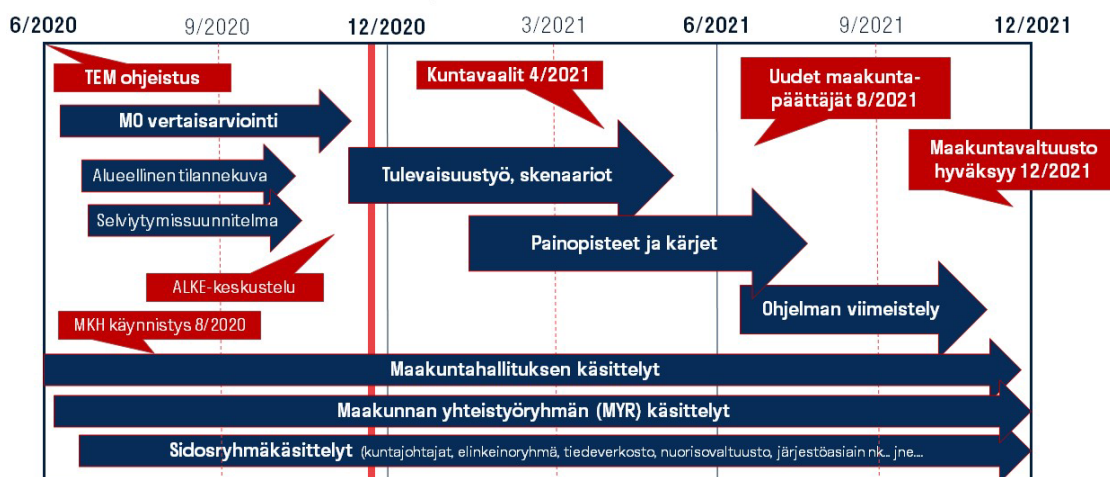 6/2020 9/2020 12/2020 3/2021 6/2021 9/2021 12/2021
TEM ohjeistus
Kuntavaalit 4/2021
Uudet maakunta-
päättäjät 8/2021
MO vertaisarviointi
Maakuntavaltuusto
hyväksyy 12/2021
Alueellinen tilannekuva
Tulevaisuustyö, skenaariot
Selviytymissuunnitelma
Painopisteet ja kärjet
ALKE-keskustelu
Ohjelman viimeistely
MKH käynnistys 8/2020
Maakuntahallituksen käsittelyt
Maakunnan yhteistyöryhmän (MYR) käsittelyt
Sidosryhmäkäsittelyt (kuntajohtajat, elinkeinoryhmä, tiedeverkosto, nuorisovaltuusto, järjestöasiain nk... jne....